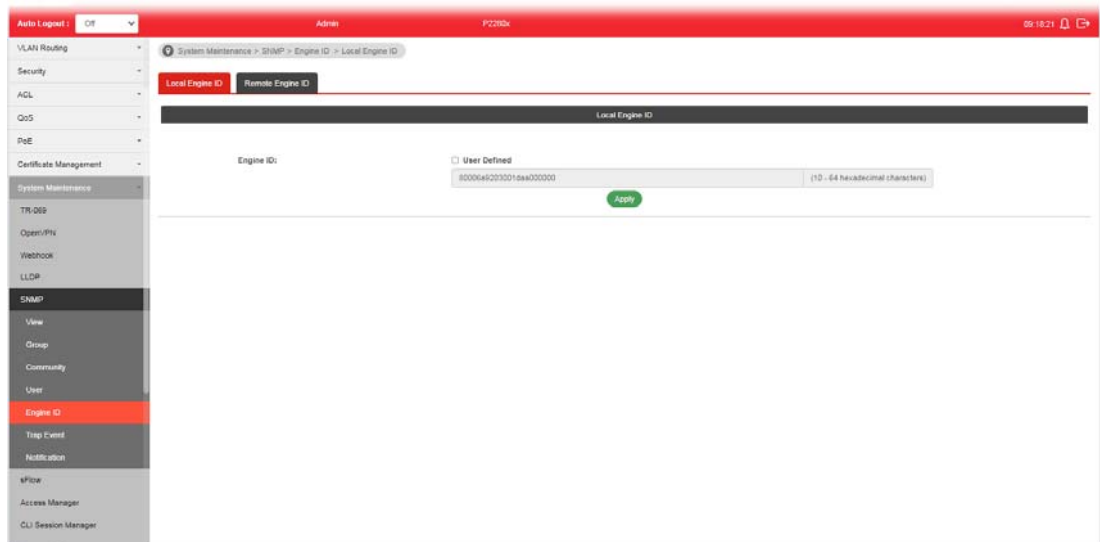 Auto Logout : Off Admin P2280x 09:18:21
VLAN Routing
Security
ACL
QoS
PoE
Certificate Management
System Maintenance
TR-069
OpenVPN
Webhook
LLDP
SNMP
View
Group
Community
User
Engine ID
Trap Event
Notification
sFlow
Access Manager
CLI Session Manager
System Maintenance > SNMP > Engine ID > Local Engine ID
Local Engine ID Remote Engine ID
Local Engine ID
Engine ID: User Defined
(10 - 64 hexadecimal characters)
Apply